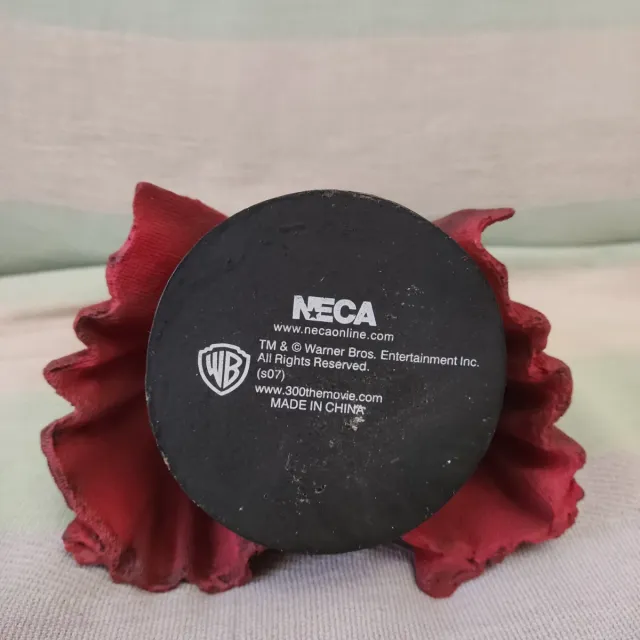 NECA
www.necaonline.com
TM & © Warner Bros. Entertainment Inc.
All Rights Reserved.
(s07)
WB
www.300themovie.com
MADE IN CHINA